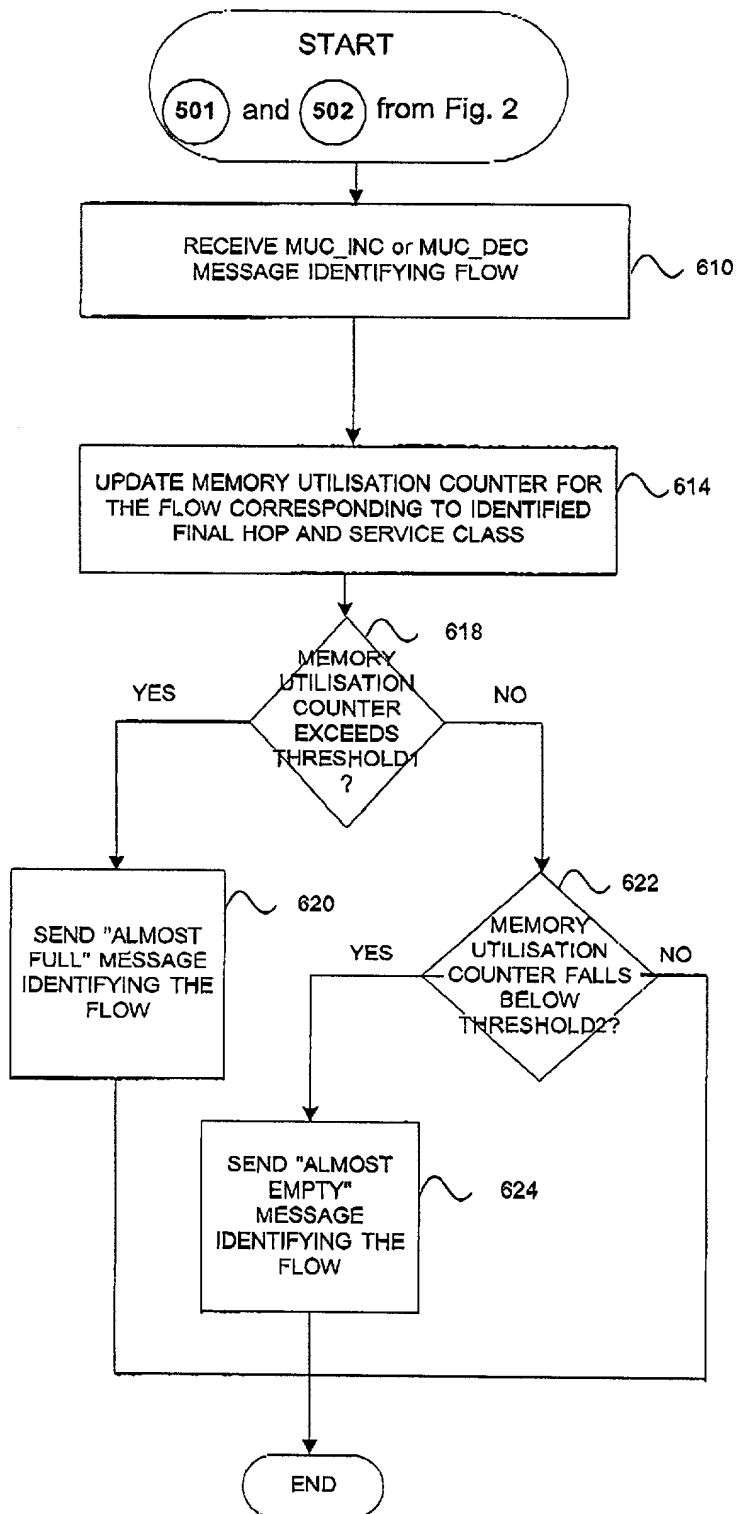 START
501 and 502 from Fig. 2
RECEIVE MUC_INC or MUC_DEC
MESSAGE IDENTIFYING FLOW
610
UPDATE MEMORY UTILISATION COUNTER FOR
THE FLOW CORRESPONDING TO IDENTIFIED
FINAL HOP AND SERVICE CLASS
614
618
MEMORY
UTILISATION
COUNTER
EXCEEDS
THRESHOLD1
?
YES
NO
620
SEND "ALMOST
FULL" MESSAGE
IDENTIFYING THE
FLOW
622
MEMORY
UTILISATION
COUNTER FALLS
BELOW
THRESHOLD2?
YES
NO
SEND "ALMOST
EMPTY"
MESSAGE
IDENTIFYING THE
FLOW
624
END